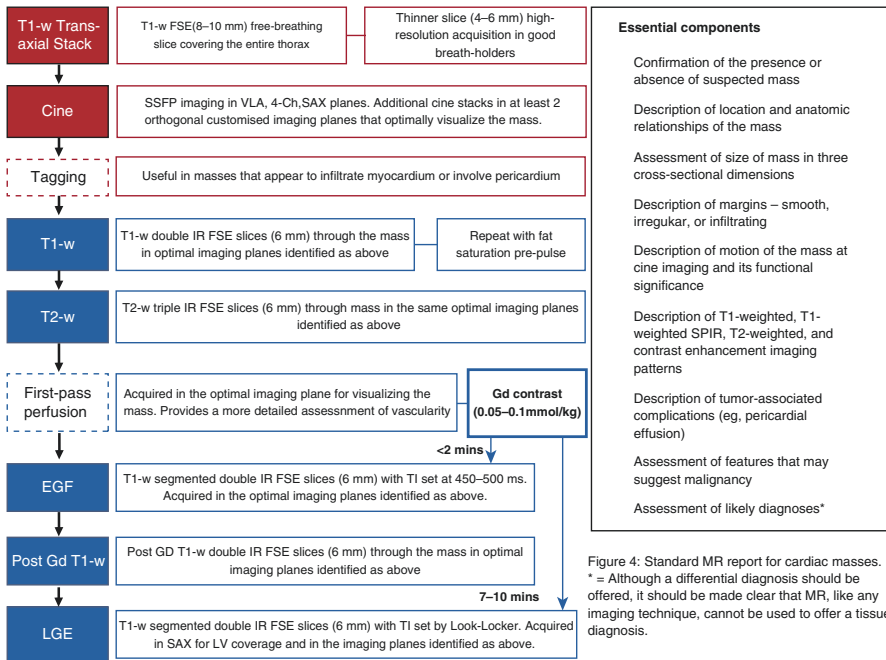 T1-w Trans-
axial Stack
T1-w FSE(8–10 mm) free-breathing
slice covering the entire thorax
Thinner slice (4–6 mm) high-
resolution acquisition in good
breath-holders
Cine
SSFP imaging in VLA, 4-Ch,SAX planes. Additional cine stacks in at least 2
orthogonal customised imaging planes that optimally visualize the mass.
Tagging
Useful in masses that appear to infiltrate myocardium or involve pericardium
T1-w
T1-w double IR FSE slices (6 mm) through the mass
in optimal imaging planes identified as above
Repeat with fat
saturation pre-pulse
T2-w
T2-w triple IR FSE slices (6 mm) through mass in the same optimal imaging planes
identified as above
First-pass
perfusion
Acquired in the optimal imaging plane for visualizing the
mass. Provides a more detailed assessnment of vascularity
Gd contrast
(0.05–0.1mmol/kg)
<2 mins
EGF
T1-w segmented double IR FSE slices (6 mm) with TI set at 450–500 ms.
Acquired in the optimal imaging planes identified as above.
Post Gd T1-w
Post GD T1-w double IR FSE slices (6 mm) through the mass in optimal
imaging planes identified as above
7–10 mins
LGE
T1-w segmented double IR FSE slices (6 mm) with TI set by Look-Locker. Acquired
in SAX for LV coverage and in the imaging planes identified as above.
Essential components
Confirmation of the presence or
absence of suspected mass
Description of location and anatomic
relationships of the mass
Assessment of size of mass in three
cross-sectional dimensions
Description of margins – smooth,
irregukar, or infiltrating
Description of motion of the mass at
cine imaging and its functional
significance
Description of T1-weighted, T1-
weighted SPIR, T2-weighted, and
contrast enhancement imaging
patterns
Description of tumor-associated
complications (eg, pericardial
effusion)
Assessment of features that may
suggest malignancy
Assessment of likely diagnoses*
Figure 4: Standard MR report for cardiac masses.
* = Although a differential diagnosis should be
offered, it should be made clear that MR, like any
imaging technique, cannot be used to offer a tissue
diagnosis.